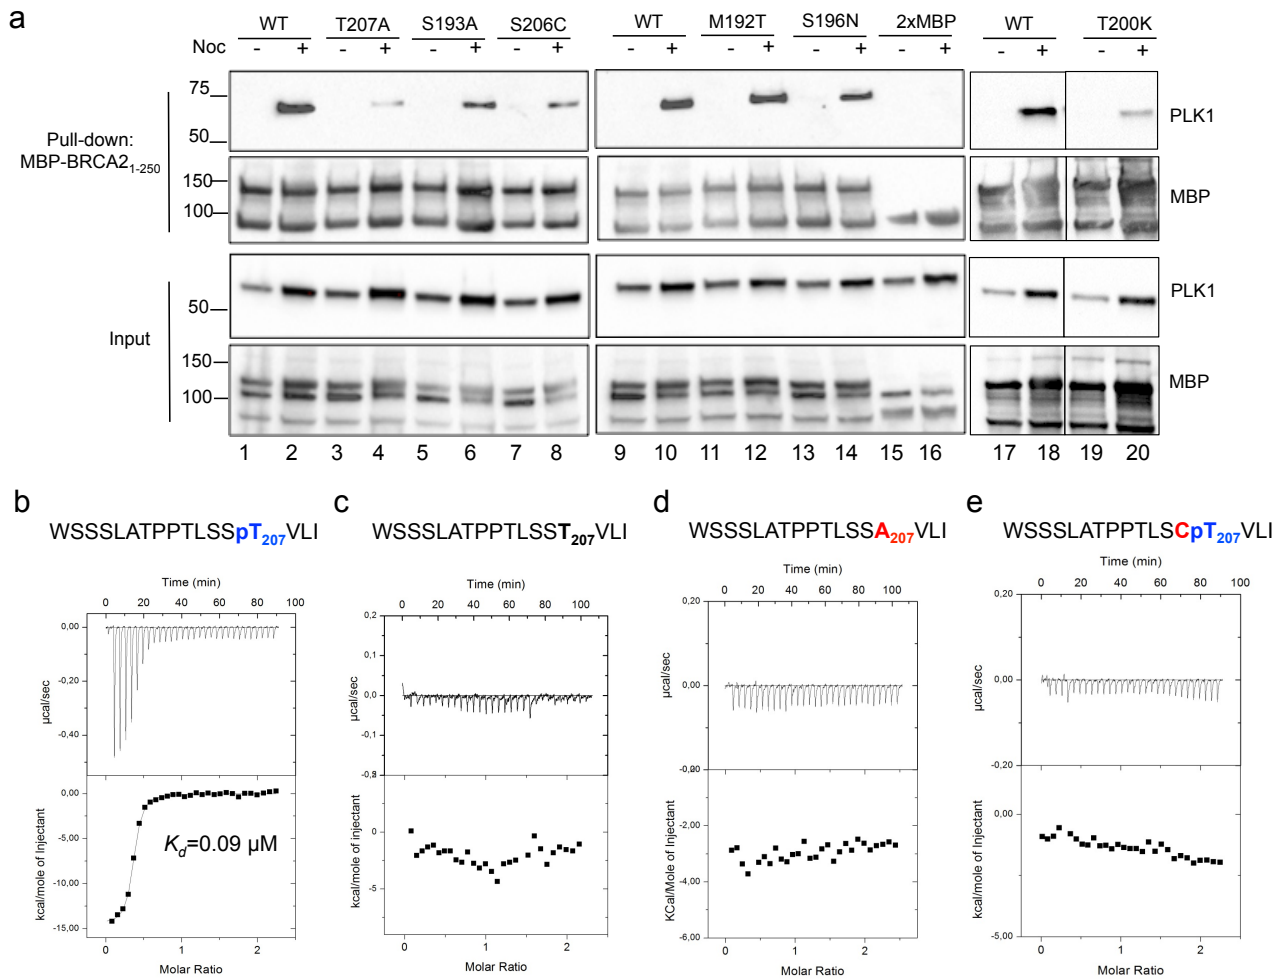 a
WT T207A S193A S206C WT M192T S196N 2xMBP WT T200K
Noc - + - + - + - + - + - + - + - + - + - +
75
50
PLK1
Pull-down:
MBP-BRCA2 1-250
150
100
MBP
50
PLK1
Input
150
100
MBP
1 2 3 4 5 6 7 8 9 10 11 12 13 14 15 16 17 18 19 20
b
WSSSLATPPTLSSpT207VLI
Time (min)
0 20 40 60 80 100
0,00
-0,20
-0,40
µcal/sec
0,00
-5,00
-10,00
-15,00
kcal/mole of Injectant
Kd=0.09 µM
0 1 2
Molar Ratio
c
WSSSLATPPTLSST207VLI
Time (min)
0 20 40 60 80 100
0,2
0,1
0,0
-0,1
µcal/sec
0
-5
kcal/mole of injectant
0 1 2
Molar Ratio
d
WSSSLATPPTLSSA207VLI
Time (min)
0 20 40 60 80 100
0,20
0,00
µcal/sec
-2,00
-4,00
-6,00
KCal/Mole of Injectant
0 1 2
Molar Ratio
e
WSSSLATPPTLSCpT207VLI
Time (min)
0 20 40 60 80 100
0,20
0,00
-0,20
µcal/sec
0,00
-5,00
kcal/mole of Injectant
0 1 2
Molar Ratio